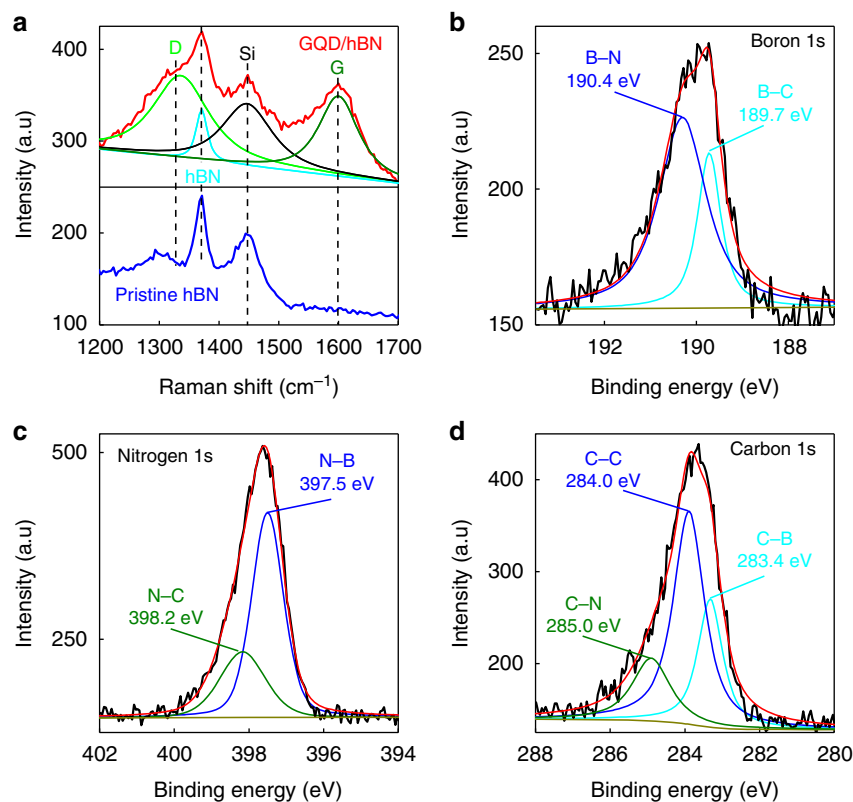 a
D
Si
GQD/hBN
G
hBN
Pristine hBN
400
300
200
100
Intensity (a.u)
1200 1300 1400 1500 1600 1700
Raman shift (cm⁻¹)
b
Boron 1s
B–N
190.4 eV
B–C
189.7 eV
250
200
150
Intensity (a.u)
192 190 188
Binding energy (eV)
c
Nitrogen 1s
N–B
397.5 eV
N–C
398.2 eV
500
250
Intensity (a.u)
402 400 398 396 394
Binding energy (eV)
d
Carbon 1s
C–C
284.0 eV
C–B
283.4 eV
C–N
285.0 eV
400
300
200
Intensity (a.u)
288 286 284 282 280
Binding energy (eV)